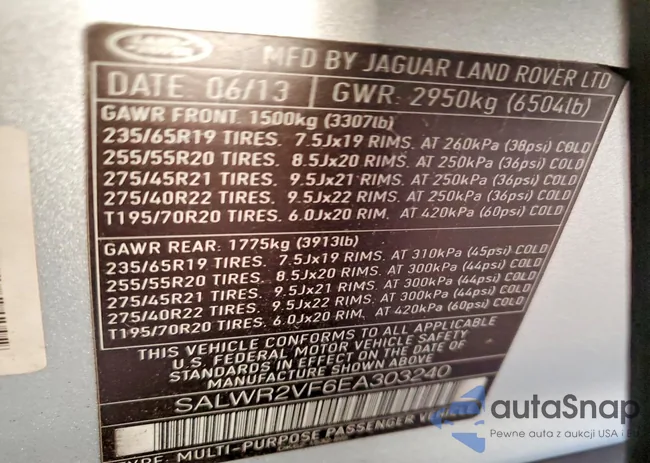 MFD BY JAGUAR LAND ROVER LTD
DATE: 06/13 GWR: 2950kg (6504lb)
GAWR FRONT: 1500kg (3307lb)
235/65R19 TIRES. 7.5Jx19 RIMS. AT 260kPa (38psi) COLD
255/55R20 TIRES. 8.5Jx20 RIMS. AT 250kPa (36psi) COLD
275/45R21 TIRES. 9.5Jx21 RIMS. AT 250kPa (36psi) COLD
275/40R22 TIRES. 9.5Jx22 RIMS. AT 250kPa (36psi) COLD
T195/70R20 TIRES. 6.0Jx20 RIM. AT 420kPa (60psi) COLD
GAWR REAR: 1775kg (3913lb)
235/65R19 TIRES. 7.5Jx19 RIMS. AT 310kPa (45psi) COLD
255/55R20 TIRES. 8.5Jx20 RIMS. AT 300kPa (44psi) COLD
275/45R21 TIRES. 9.5Jx21 RIMS. AT 300kPa (44psi) COLD
275/40R22 TIRES. 9.5Jx22 RIMS. AT 300kPa (44psi) COLD
T195/70R20 TIRES. 6.0Jx20 RIM. AT 420kPa (60psi) COLD
THIS VEHICLE CONFORMS TO ALL APPLICABLE
U.S. FEDERAL MOTOR VEHICLE SAFETY
STANDARDS IN EFFECT ON THE DATE OF
MANUFACTURE SHOWN ABOVE
SALWR2VF6EA303240
TYPE: MULTI-PURPOSE PASSENGER VEHICLE
autaSnap
Pewne auta z aukcji USA i EU